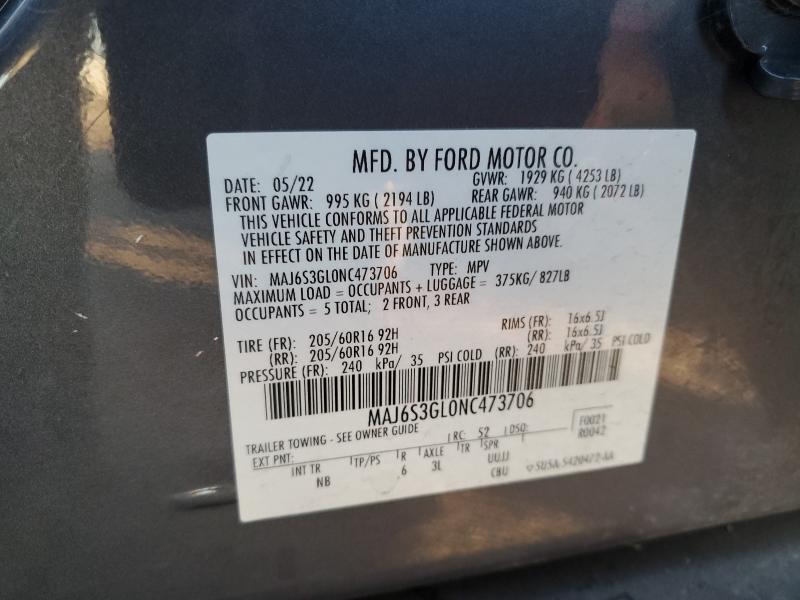 MFD. BY FORD MOTOR CO.
DATE: 05/22 GVWR: 1929 KG ( 4253 LB)
FRONT GAWR: 995 KG ( 2194 LB) REAR GAWR: 940 KG ( 2072 LB)
THIS VEHICLE CONFORMS TO ALL APPLICABLE FEDERAL MOTOR
VEHICLE SAFETY AND THEFT PREVENTION STANDARDS
IN EFFECT ON THE DATE OF MANUFACTURE SHOWN ABOVE.
VIN: MAJ6S3GL0NC473706 TYPE: MPV
MAXIMUM LOAD = OCCUPANTS + LUGGAGE = 375KG/ 827LB
OCCUPANTS = 5 TOTAL; 2 FRONT, 3 REAR
TIRE (FR): 205/60R16 92H RIMS (FR): 16x6.5J
(RR): 205/60R16 92H (RR): 16x6.5J
PRESSURE (FR): 240 kPa/ 35 PSI COLD (RR): 240 kPa/ 35 PSI COLD
MAJ6S3GL0NC473706
TRAILER TOWING - SEE OWNER GUIDE
EXT PNT: RC: 52 DSO: F0021
R0042
INT TR TP/PS R AXLE TR SPR
NB 6 3L UUJJ
CBU